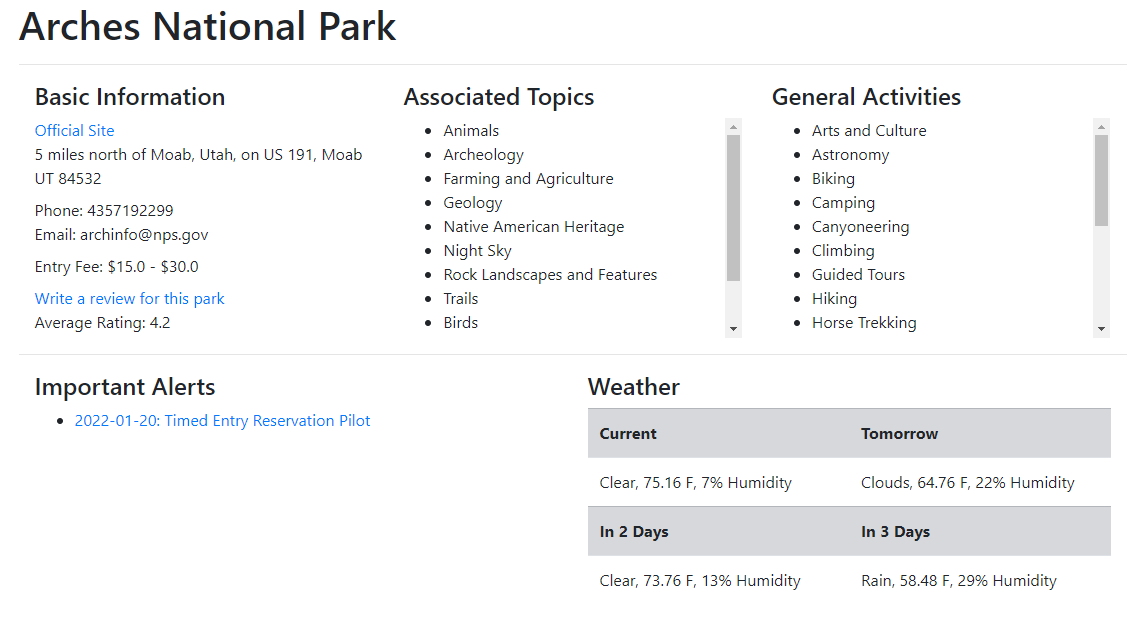 Arches National Park
Basic Information
Official Site
5 miles north of Moab, Utah, on US 191, Moab
UT 84532
Phone: 4357192299
Email: archinfo@nps.gov
Entry Fee: $15.0 - $30.0
Write a review for this park
Average Rating: 4.2
Associated Topics
Animals
Archeology
Farming and Agriculture
Geology
Native American Heritage
Night Sky
Rock Landscapes and Features
Trails
Birds
General Activities
Arts and Culture
Astronomy
Biking
Camping
Canyoneering
Climbing
Guided Tours
Hiking
Horse Trekking
Important Alerts
2022-01-20: Timed Entry Reservation Pilot
Weather
Current Tomorrow
Clear, 75.16 F, 7% Humidity Clouds, 64.76 F, 22% Humidity
In 2 Days In 3 Days
Clear, 73.76 F, 13% Humidity Rain, 58.48 F, 29% Humidity